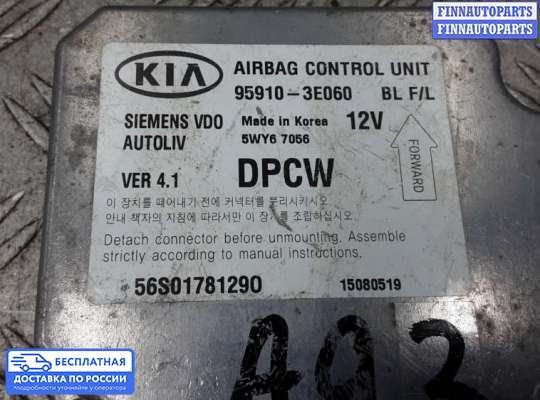 FINNAUTOPARTS
FINNAUTOPARTS
KIA
AIRBAG CONTROL UNIT
95910-3E060 BL F/L
SIEMENS VDO
AUTOLIV
Made in Korea
5WY6 7056
12V
FORWARD
VER 4.1
DPCW
이 장치를 떼어내기 전에 커넥터를 분리시키시오
안내 책자의 지침에 따라서만 이 장치를 조립하십시오.
Detach connector before unmounting. Assemble
strictly according to manual instructions.
56S01781290
15080519
A92
БЕСПЛАТНАЯ
ДОСТАВКА ПО РОССИИ
подробности уточняйте у оператора